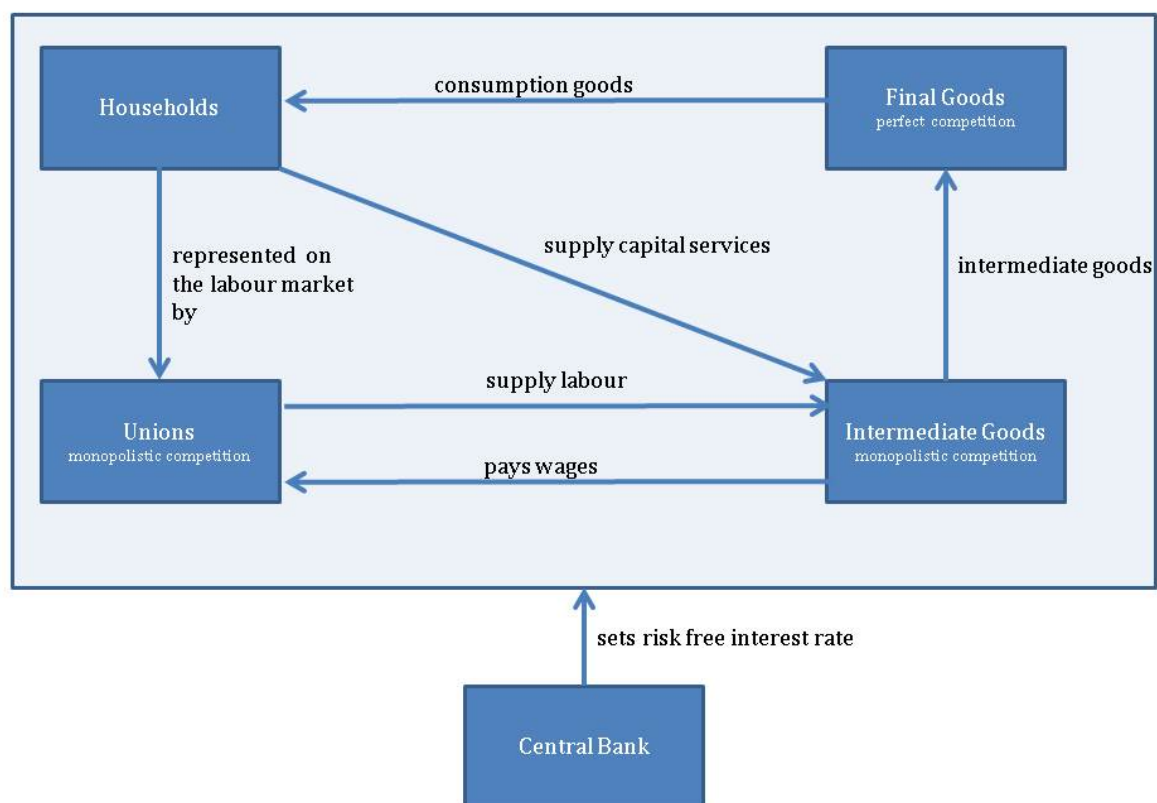 Households
consumption goods
Final Goods
perfect competition
represented on
the labour market
by
supply capital services
intermediate goods
Unions
monopolistic competition
supply labour
pays wages
Intermediate Goods
monopolistic competition
sets risk free interest rate
Central Bank